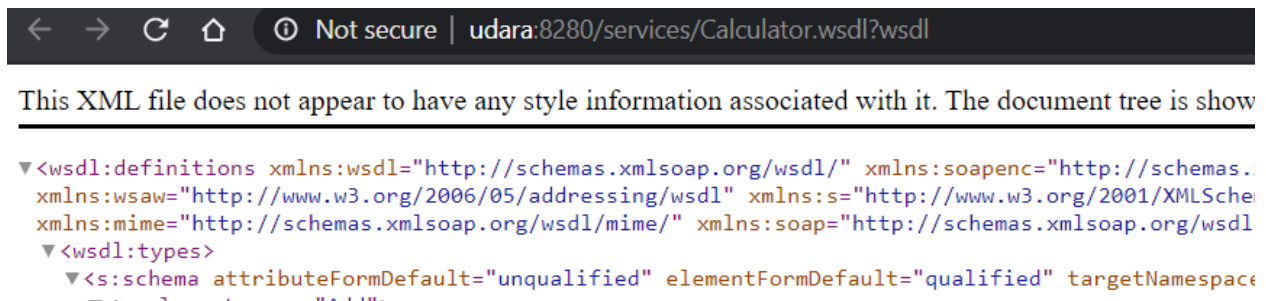 Not secure | udara:8280/services/Calculator.wsdl?wsdl
This XML file does not appear to have any style information associated with it. The document tree is show
▼<wsdl:definitions xmlns:wsdl="http://schemas.xmlsoap.org/wsdl/" xmlns:soapenc="http://schemas.
xmlns:wsaw="http://www.w3.org/2006/05/addressing/wsdl" xmlns:s="http://www.w3.org/2001/XMLSche
xmlns:mime="http://schemas.xmlsoap.org/wsdl/mime/" xmlns:soap="http://schemas.xmlsoap.org/wsdl
▼<wsdl:types>
▼<s:schema attributeFormDefault="unqualified" elementFormDefault="qualified" targetNamespace